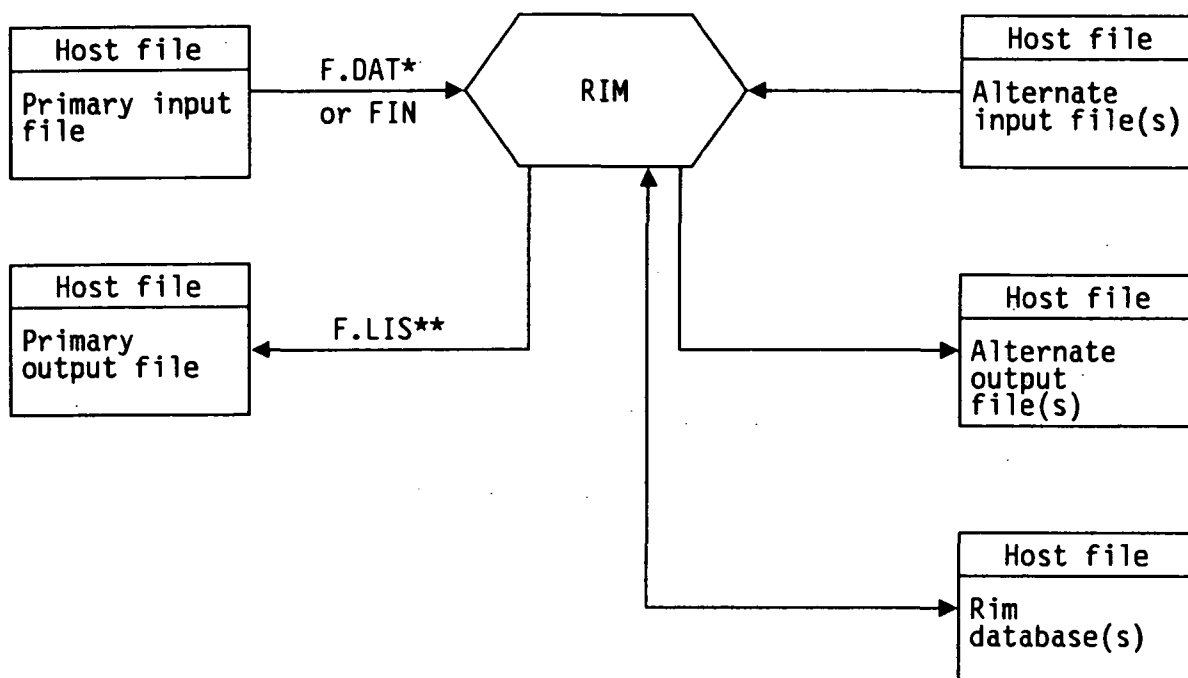 Host file
Primary input
file
F.DAT*
or FIN
RIM
Host file
Alternate
input file(s)
Host file
Primary
output file
F.LIS**
Host file
Alternate
output
file(s)
Host file
Rim
database(s)